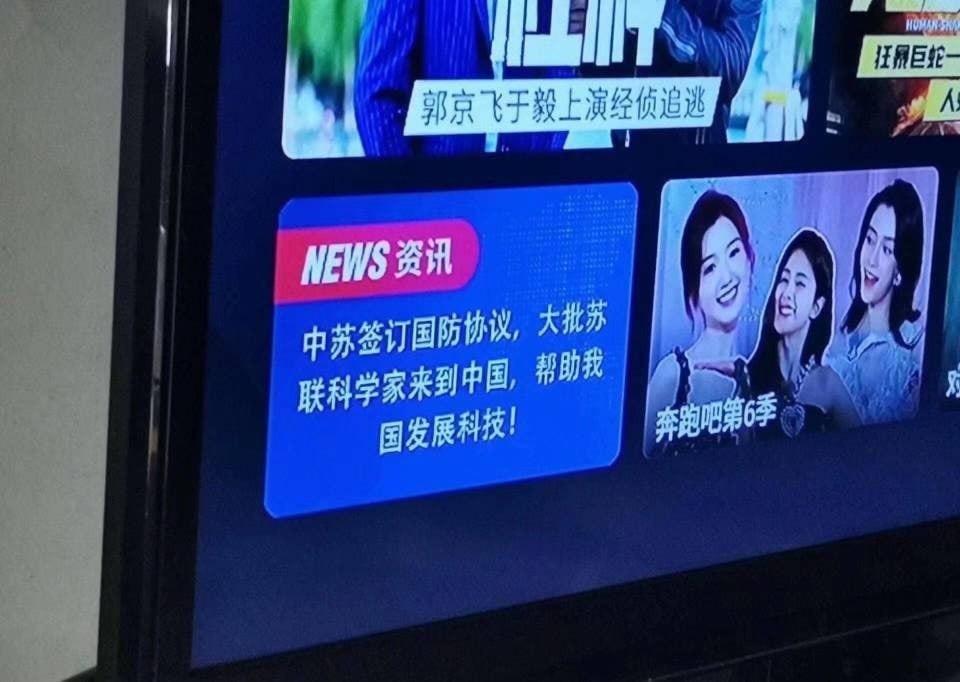 郭京飞于毅上演经侦追逃
狂暴巨蛇一
NEWS 资讯
中苏签订国防协议，大批苏
联科学家来到中国，帮助我
国发展科技！
奔跑吧第6季